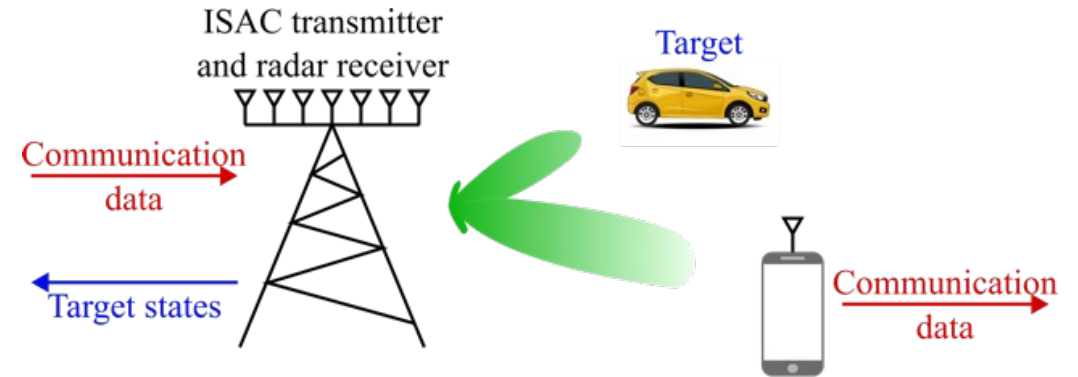 ISAC transmitter
and radar receiver
Target
Communication
data
Target states
Communication
data